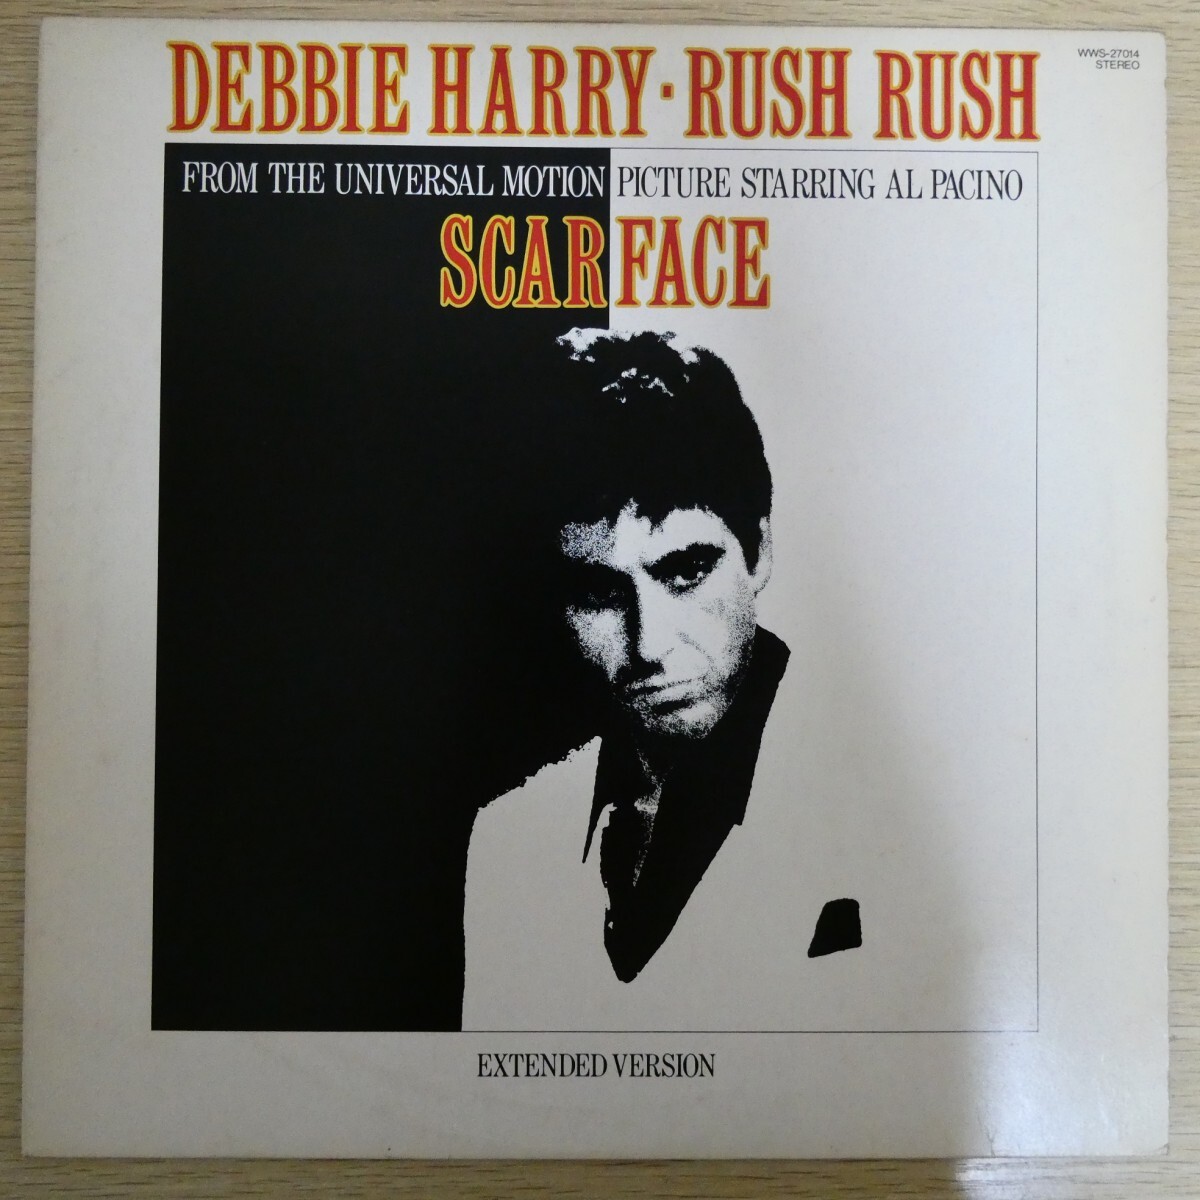 DEBBIE HARRY · RUSH RUSH
WWS-27014
STEREO
FROM THE UNIVERSAL MOTION PICTURE STARRING AL PACINO
SCARFACE
EXTENDED VERSION